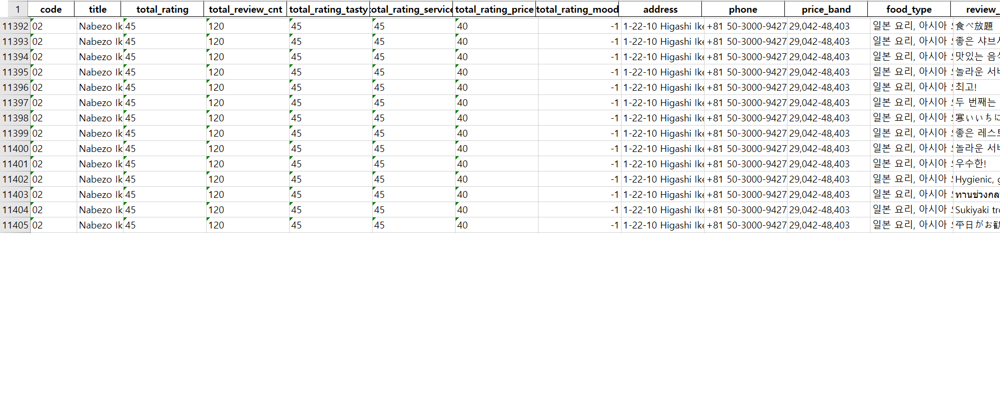 1 code title total_rating total_review_cnt total_rating_tasty total_rating_service total_rating_price total_rating_mood address phone price_band food_type review_
11392 02 Nabezo Ik 45 120 45 45 40 -1 1-22-10 Higashi Ike +81 50-3000-9427 29,042-48,403 일본 요리, 아시아 食べ放題
11393 02 Nabezo Ik 45 120 45 45 40 -1 1-22-10 Higashi Ike +81 50-3000-9427 29,042-48,403 일본 요리, 아시아 좋은 샤브
11394 02 Nabezo Ik 45 120 45 45 40 -1 1-22-10 Higashi Ike +81 50-3000-9427 29,042-48,403 일본 요리, 아시아 맛있는 음식
11395 02 Nabezo Ik 45 120 45 45 40 -1 1-22-10 Higashi Ike +81 50-3000-9427 29,042-48,403 일본 요리, 아시아 놀라운 서
11396 02 Nabezo Ik 45 120 45 45 40 -1 1-22-10 Higashi Ike +81 50-3000-9427 29,042-48,403 일본 요리, 아시아 최고!
11397 02 Nabezo Ik 45 120 45 45 40 -1 1-22-10 Higashi Ike +81 50-3000-9427 29,042-48,403 일본 요리, 아시아 두 번째는
11398 02 Nabezo Ik 45 120 45 45 40 -1 1-22-10 Higashi Ike +81 50-3000-9427 29,042-48,403 일본 요리, 아시아 寒いいちに
11399 02 Nabezo Ik 45 120 45 45 40 -1 1-22-10 Higashi Ike +81 50-3000-9427 29,042-48,403 일본 요리, 아시아 좋은 레스토
11400 02 Nabezo Ik 45 120 45 45 40 -1 1-22-10 Higashi Ike +81 50-3000-9427 29,042-48,403 일본 요리, 아시아 놀라운 서
11401 02 Nabezo Ik 45 120 45 45 40 -1 1-22-10 Higashi Ike +81 50-3000-9427 29,042-48,403 일본 요리, 아시아 우수한!
11402 02 Nabezo Ik 45 120 45 45 40 -1 1-22-10 Higashi Ike +81 50-3000-9427 29,042-48,403 일본 요리, 아시아 Hygienic, g
11403 02 Nabezo Ik 45 120 45 45 40 -1 1-22-10 Higashi Ike +81 50-3000-9427 29,042-48,403 일본 요리, 아시아 ทานช่วงกล
11404 02 Nabezo Ik 45 120 45 45 40 -1 1-22-10 Higashi Ike +81 50-3000-9427 29,042-48,403 일본 요리, 아시아 Sukiyaki tro
11405 02 Nabezo Ik 45 120 45 45 40 -1 1-22-10 Higashi Ike +81 50-3000-9427 29,042-48,403 일본 요리, 아시아 平日がお勧